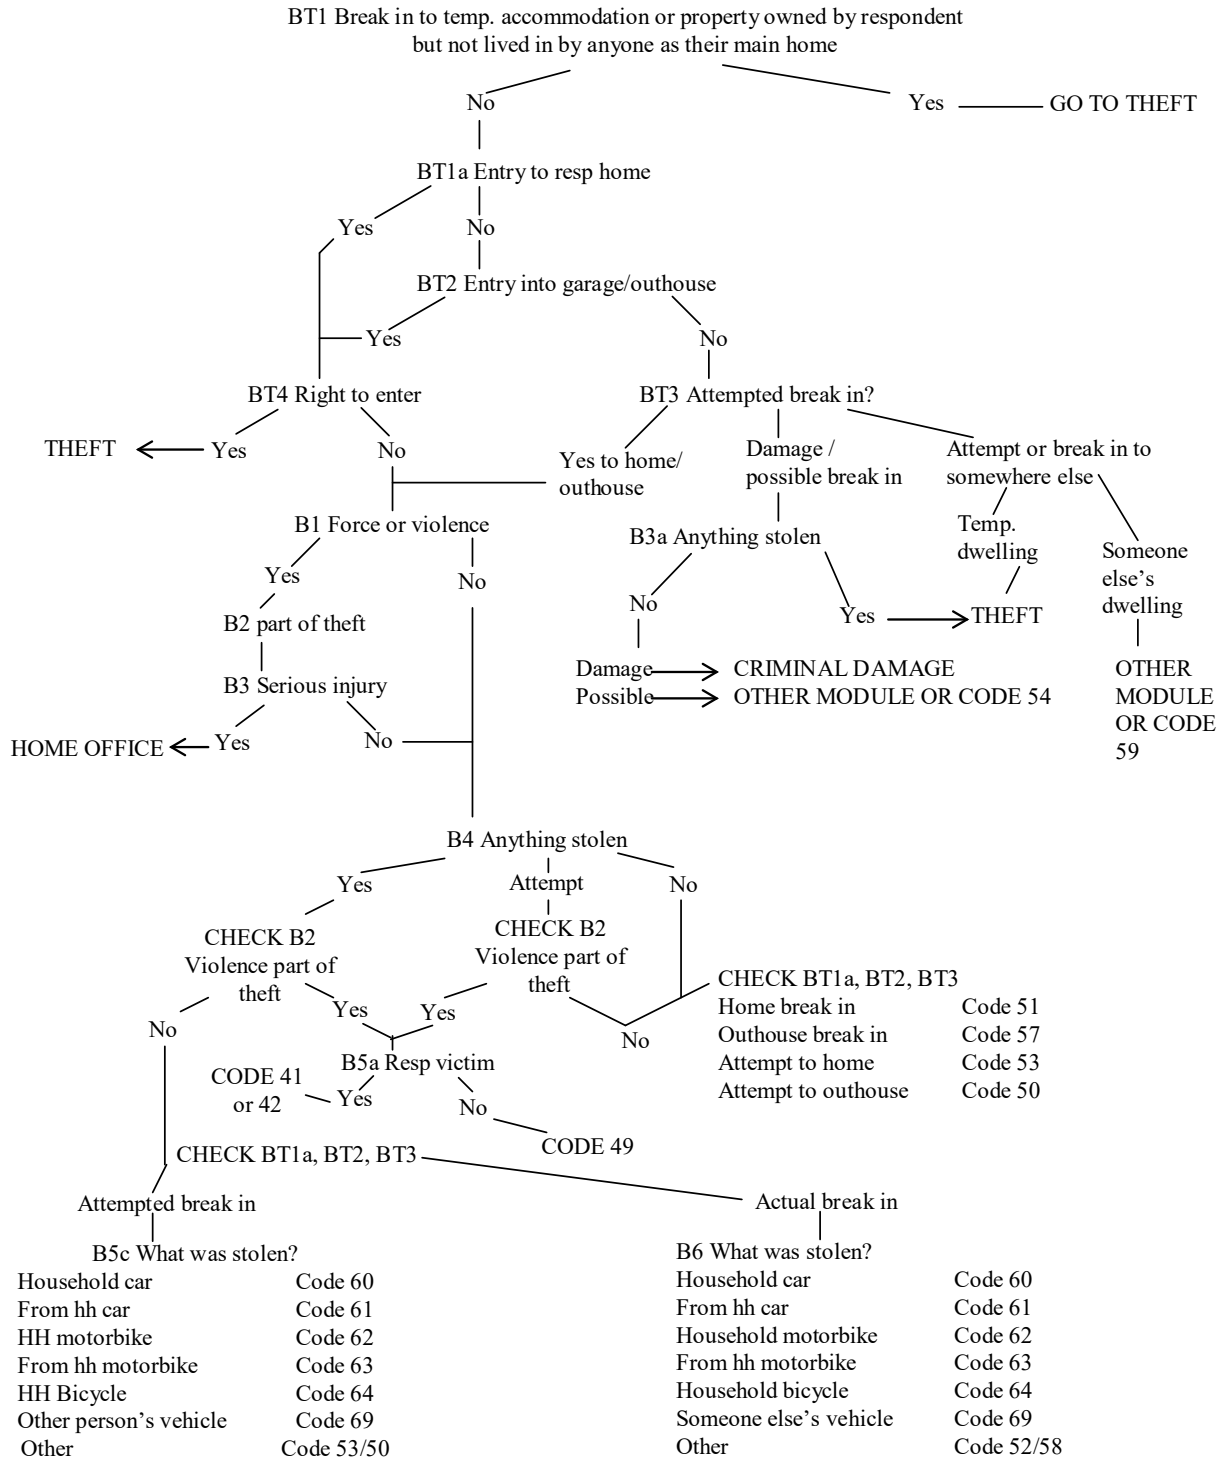 BT1 Break in to temp. accommodation or property owned by respondent
but not lived in by anyone as their main home
No
Yes
GO TO THEFT
BT1a Entry to resp home
Yes
No
BT2 Entry into garage/outhouse
Yes
No
BT4 Right to enter
BT3 Attempted break in?
THEFT
Yes
No
Yes to home/
outhouse
Damage /
possible break in
Attempt or break in to
somewhere else
B1 Force or violence
B3a Anything stolen
Temp.
dwelling
Someone
else's
dwelling
Yes
No
No
Yes
THEFT
B2 part of theft
B3 Serious injury
Damage
CRIMINAL DAMAGE
Possible
OTHER MODULE OR CODE 54
OTHER
MODULE
OR CODE
59
HOME OFFICE
Yes
No
B4 Anything stolen
Yes
Attempt
No
CHECK B2
Violence part of
theft
CHECK B2
Violence part of
theft
No
Yes
Yes
No
CHECK BT1a, BT2, BT3
Home break in Code 51
Outhouse break in Code 57
Attempt to home Code 53
Attempt to outhouse Code 50
B5a Resp victim
CODE 41
or 42
Yes
No
CODE 49
CHECK BT1a, BT2, BT3
Attempted break in
Actual break in
B5c What was stolen?
Household car Code 60
From hh car Code 61
HH motorbike Code 62
From hh motorbike Code 63
HH Bicycle Code 64
Other person's vehicle Code 69
Other Code 53/50
B6 What was stolen?
Household car Code 60
From hh car Code 61
Household motorbike Code 62
From hh motorbike Code 63
Household bicycle Code 64
Someone else's vehicle Code 69
Other Code 52/58